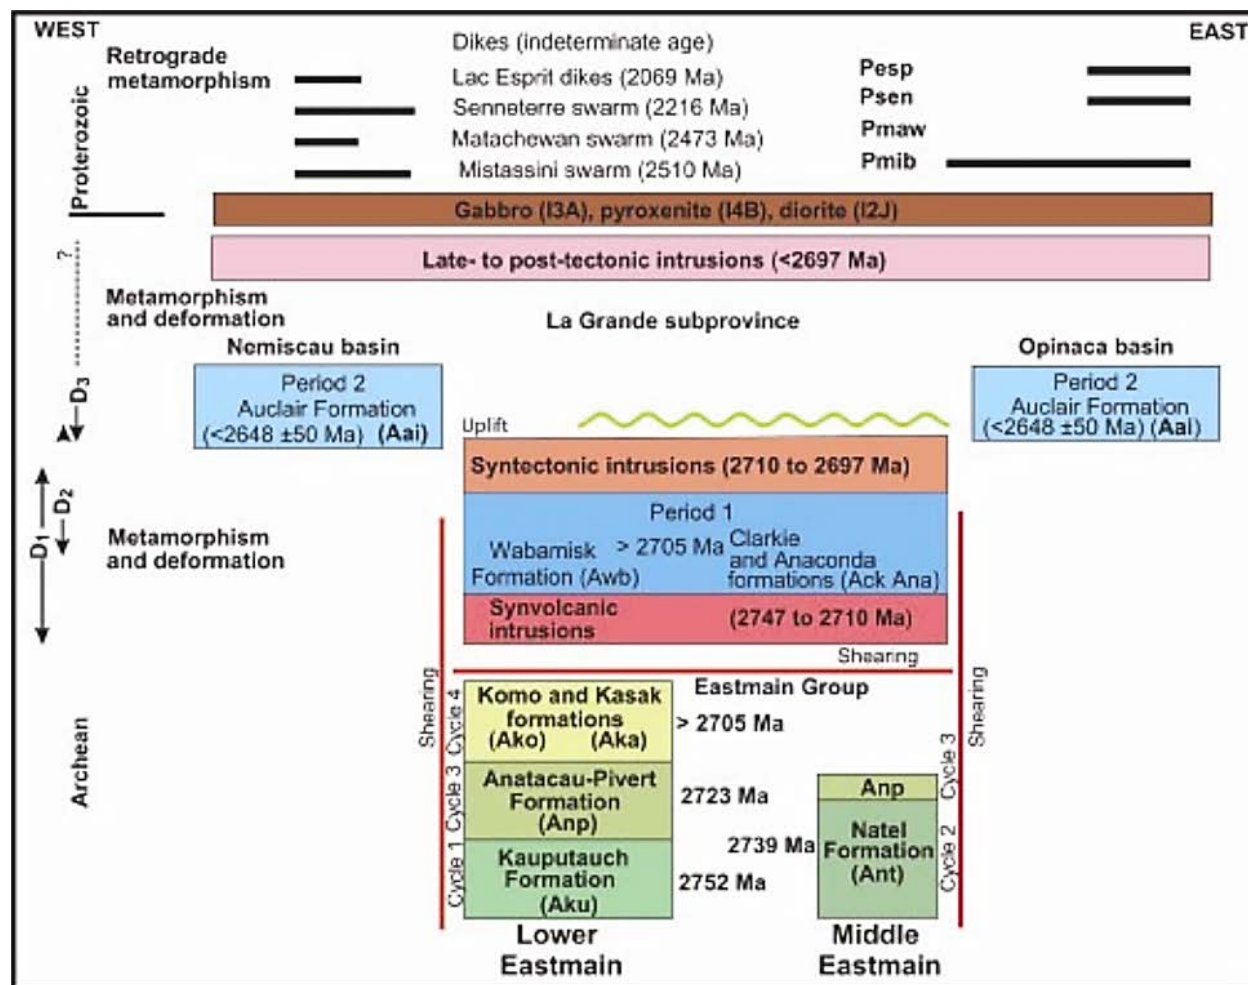 WEST
EAST
Retrograde
metamorphism
Proterozoic
Dikes (indeterminate age)
Lac Esprit dikes (2069 Ma)
Senneterre swarm (2216 Ma)
Matachewan swarm (2473 Ma)
Mistassini swarm (2510 Ma)
Pesp
Psen
Pmaw
Pmib
Gabbro (I3A), pyroxenite (I4B), diorite (I2J)
Late- to post-tectonic intrusions (<2697 Ma)
?
Metamorphism
and deformation
La Grande subprovince
Nemiscau basin
Period 2
Auclair Formation
(<2648 ±50 Ma) (Aai)
Opinaca basin
Period 2
Auclair Formation
(<2648 ±50 Ma) (Aai)
D3
Uplift
Syntectonic intrusions (2710 to 2697 Ma)
D1
D2
Metamorphism
and deformation
Period 1
Wabamisk
Formation (Awb)
> 2705 Ma
Clarkie
and Anaconda
formations (Ack Ana)
Synvolcanic
intrusions
(2747 to 2710 Ma)
Shearing
Shearing
Shearing
Archean
Eastmain Group
Cycle 4
Komo and Kasak
formations
(Ako) (Aka)
> 2705 Ma
Cycle 3
Anatacau-Pivert
Formation
(Anp)
2723 Ma
Cycle 1
Kauputauch
Formation
(Aku)
2752 Ma
Anp
Cycle 3
2739 Ma
Natel
Formation
(Ant)
Cycle 2
Lower
Eastmain
Middle
Eastmain